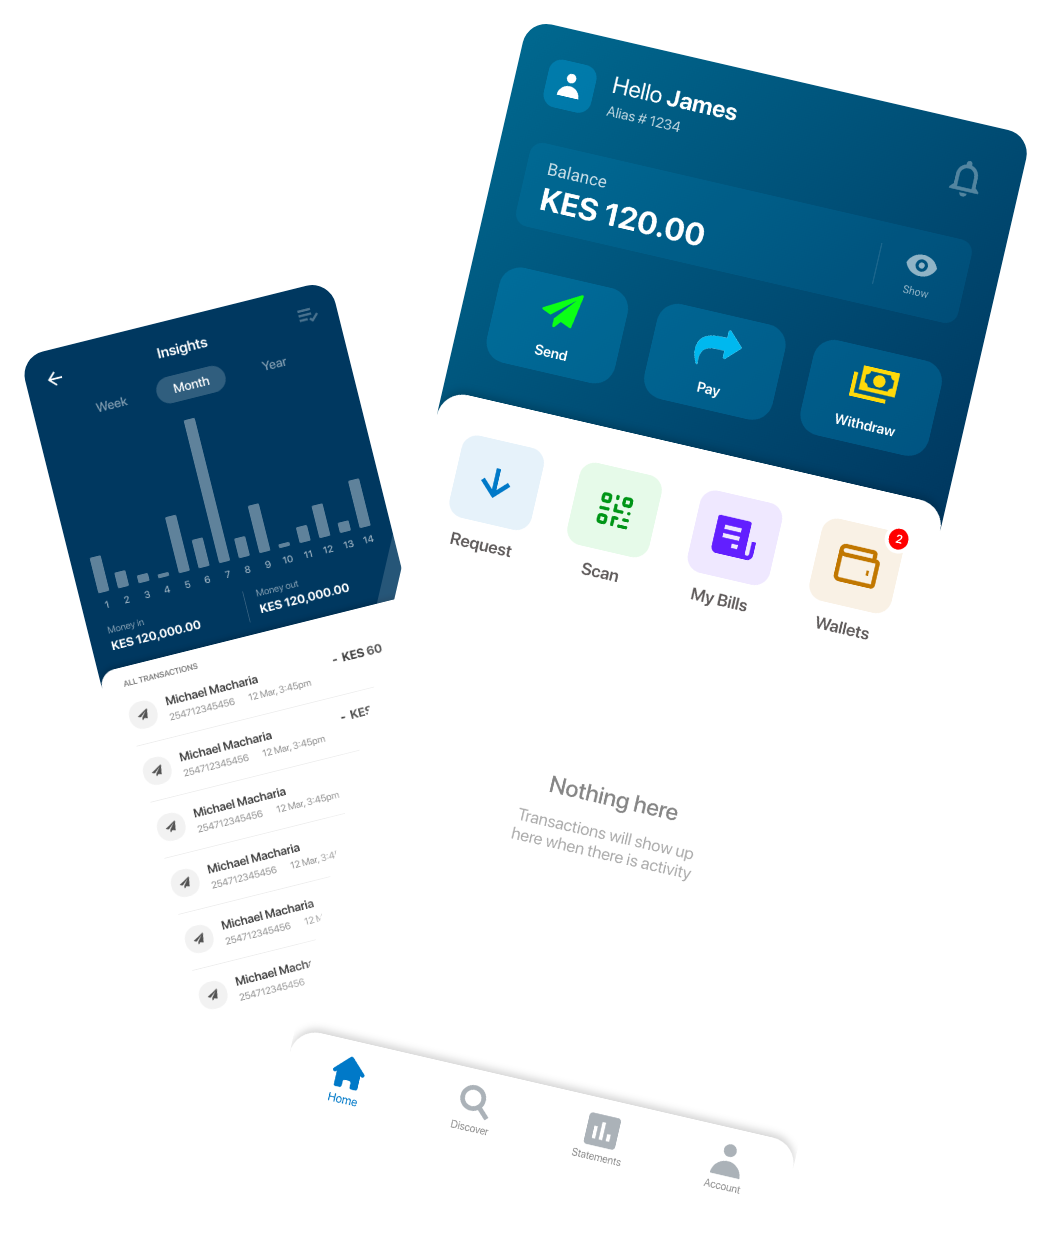 Hello James
Alias # 1234
Balance
KES 120.00
Show
Send
Pay
Withdraw
Request
Scan
My Bills
Wallets
2
Nothing here
Transactions will show up
here when there is activity
Home
Discover
Statements
Account
Insights
Week
Month
Year
1 2 3 4 5 6 7 8 9 10 11 12 13 14
Money in
KES 120,000.00
Money out
KES 120,000.00
ALL TRANSACTIONS
Michael Macharia
- KES 60
254712345456 12 Mar, 3:45pm
Michael Macharia
- KES
254712345456 12 Mar, 3:45pm
Michael Macharia
254712345456 12 Mar, 3:45pm
Michael Macharia
254712345456 12 Mar, 3:4
Michael Macharia
254712345456 12
Michael Mach
254712345456